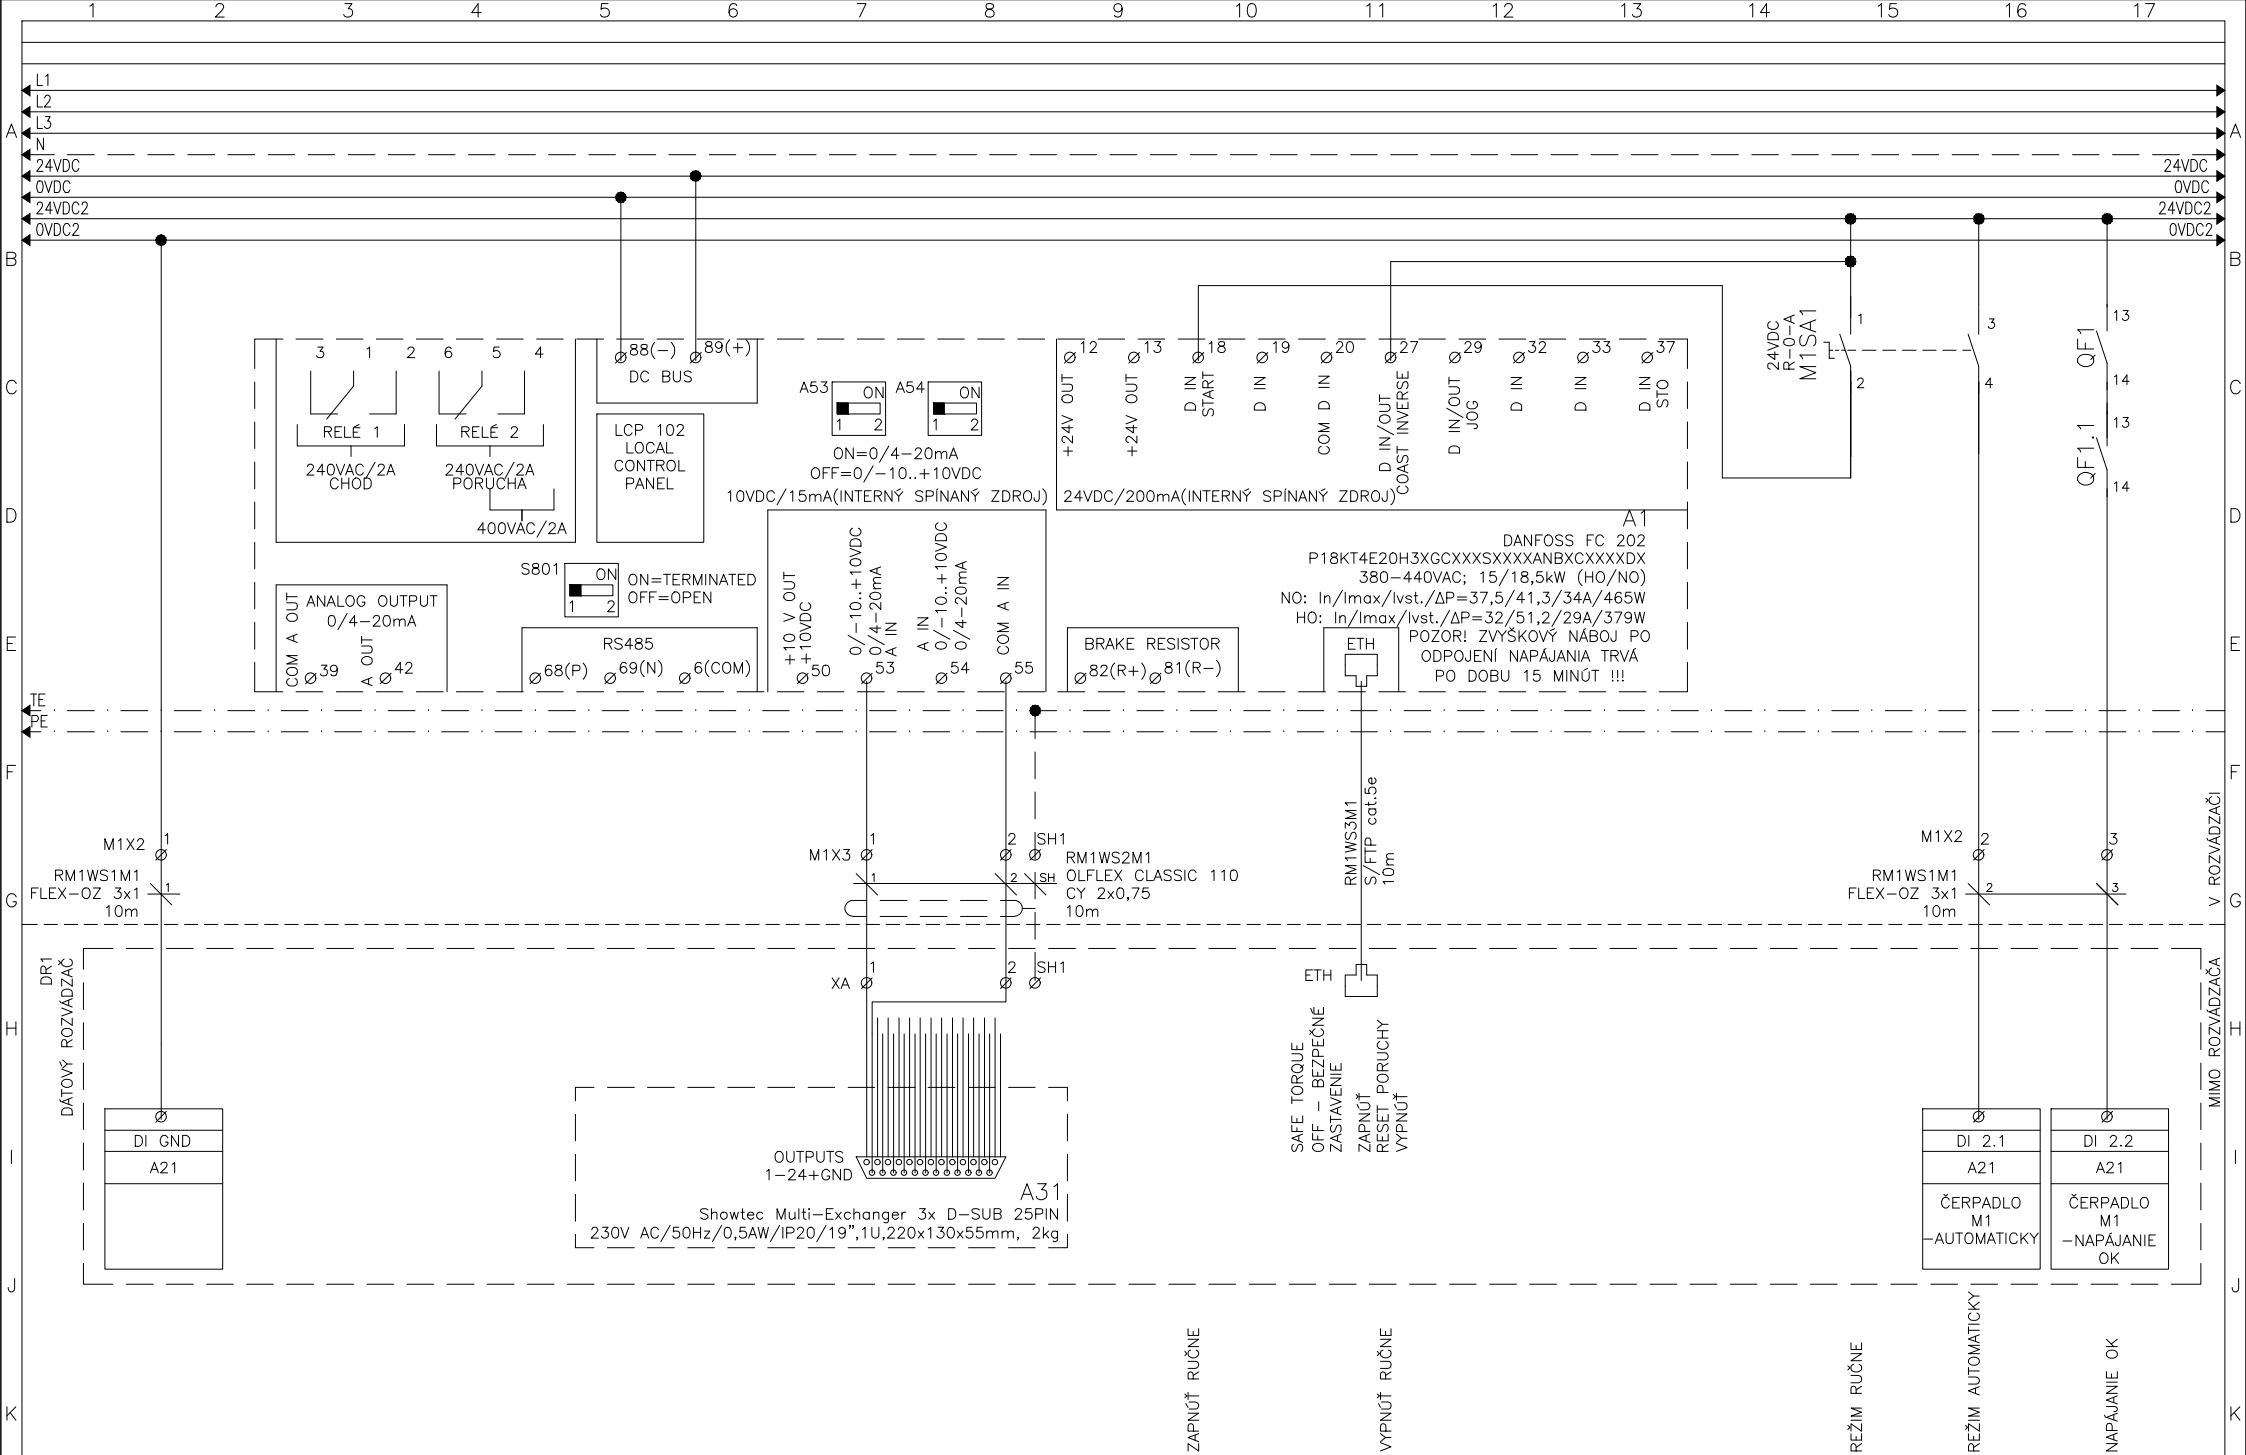 1 2 3 4 5 6 7 8 9 10 11 12 13 14 15 16 17
L1
L2
A L3 A
N
24VDC 24VDC
0VDC 0VDC
24VDC2 24VDC2
0VDC2 0VDC2
B B
C C
3 1 2 6 5 4
RELÉ 1 RELÉ 2
240VAC/2A 240VAC/2A
CHOD PORUCHA
400VAC/2A
88(−) 89(+)
DC BUS
LCP 102
LOCAL
CONTROL
PANEL
A53 ON A54 ON
1 2 1 2
ON=0/4−20mA
OFF=0/−10..+10VDC
10VDC/15mA(INTERNÝ SPÍNANÝ ZDROJ)
12 13 18 19 20 27 29 32 33 37
+24V OUT
+24V OUT
D IN
START
D IN
COM D IN
D IN/OUT
COAST INVERSE
D IN/OUT
JOG
D IN
D IN
D IN
STO
24VDC/200mA(INTERNÝ SPÍNANÝ ZDROJ)
24VDC
R−0−A
M1SA1
1
2
3
4
QF1
13
14
QF1.1
13
14
D D
A1
DANFOSS FC 202
P18KT4E20H3XGCXXXSXXXXANBXCXXXXDX
380−440VAC; 15/18,5kW (HO/NO)
NO: In/Imax/Ivst./ΔP=37,5/41,3/34A/465W
HO: In/Imax/Ivst./ΔP=32/51,2/29A/379W
POZOR! ZVYŠKOVÝ NÁBOJ PO
ODPOJENÍ NAPÁJANIA TRVÁ
PO DOBU 15 MINÚT !!!
S801 ON
1 2
ON=TERMINATED
OFF=OPEN
E E
ANALOG OUTPUT
0/4−20mA
COM A OUT
39
A OUT
42
RS485
68(P) 69(N) 6(COM)
+10 V OUT
+10VDC
50
0/−10..+10VDC
0/4−20mA
A IN
53
A IN
0/−10..+10VDC
0/4−20mA
54
COM A IN
55
BRAKE RESISTOR
82(R+) 81(R−)
ETH
TE
PE
F F
M1X2 1
RM1WS1M1
FLEX−OZ 3x1 1
10m
M1X3 1 2 SH1
1 2 SH
RM1WS2M1
OLFLEX CLASSIC 110
CY 2x0,75
10m
RM1WS3M1
S/FTP cat.5e
10m
M1X2 2 3
RM1WS1M1
FLEX−OZ 3x1 2 3
10m
V ROZVÁDZAČI
G G
DR1
DÁTOVÝ ROZVÁDZAČ
XA 1 2 SH1
ETH
MIMO ROZVÁDZAČA
H H
SAFE TORQUE
OFF − BEZPEČNÉ
ZASTAVENIE
ZAPNÚŤ
RESET PORUCHY
VYPNÚŤ
I I
DI GND
A21
OUTPUTS
1−24+GND
A31
Showtec Multi−Exchanger 3x D−SUB 25PIN
230V AC/50Hz/0,5AW/IP20/19”,1U,220x130x55mm, 2kg
DI 2.1
A21
ČERPADLO
M1
−AUTOMATICKY
DI 2.2
A21
ČERPADLO
M1
−NAPÁJANIE
OK
J J
ZAPNÚŤ RUČNE
VYPNÚŤ RUČNE
REŽIM RUČNE
REŽIM AUTOMATICKY
NAPÁJANIE OK
K K